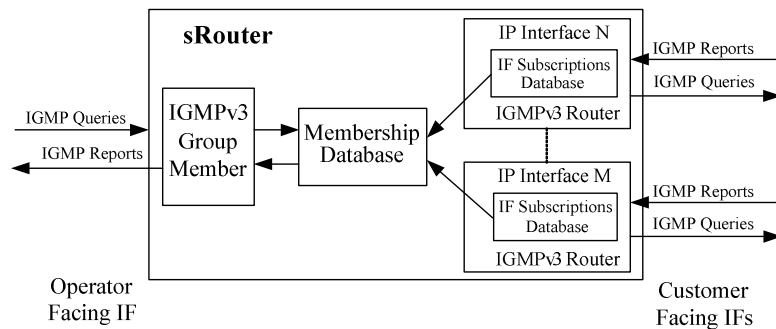 sRouter
IP Interface N
IF Subscriptions
Database
IGMPv3 Router
IGMP Reports
IGMP Queries
IGMP Queries
IGMP Reports
IGMPv3
Group
Member
Membership
Database
IP Interface M
IF Subscriptions
Database
IGMPv3 Router
IGMP Reports
IGMP Queries
Operator
Facing IF
Customer
Facing IFs